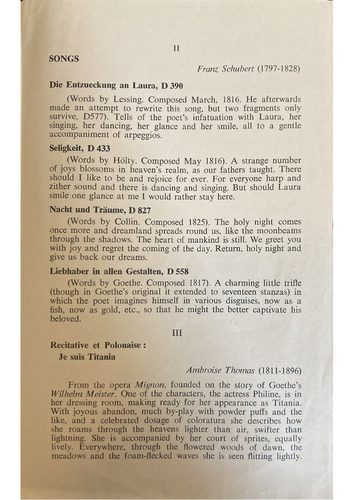 II
SONGS
Franz Schubert (1797-1828)
Die Entzueckung an Laura, D 390
(Words by Lessing. Composed March, 1816. He afterwards
made an attempt to rewrite this song, but two fragments only
survive, D577). Tells of the poet's infatuation with Laura, her
singing, her dancing, her glance and her smile, all to a gentle
accompaniment of arpeggios.
Seligkeit, D 433
(Words by Hölty. Composed May 1816). A strange number
of joys blossoms in heaven's realm, as our fathers taught. There
should I like to be and rejoice for ever. For everyone harp and
zither sound and there is dancing and singing. But should Laura
smile one glance at me I would rather stay here.
Nacht und Träume, D 827
(Words by Collin. Composed 1825). The holy night comes
once more and dreamland spreads round us, like the moonbeams
through the shadows. The heart of mankind is still. We greet you
with joy and regret the coming of the day. Return, holy night and
give us back our dreams.
Liebhaber in allen Gestalten, D 558
(Words by Goethe. Composed 1817). A charming little trifle
(though in Goethe's original it extended to seventeen stanzas) in
which the poet imagines himself in various disguises, now as a
fish, now as gold, etc., so that he might the better captivate his
beloved.
III
Recitative et Polonaise :
Je suis Titania
Ambroise Thomas (1811-1896)
From the opera Mignon, founded on the story of Goethe's
Wilhelm Meister. One of the characters, the actress Philine, is in
her dressing room, making ready for her appearance as Titania.
With joyous abandon, much by-play with powder puffs and the
like, and a celebrated dosage of coloratura she describes how
she roams through the heavens lighter than air, swifter than
lightning. She is accompanied by her court of sprites, equally
lively. Everywhere, through the flowered woods of dawn, the
meadows and the foam-flecked waves she is seen flitting lightly.